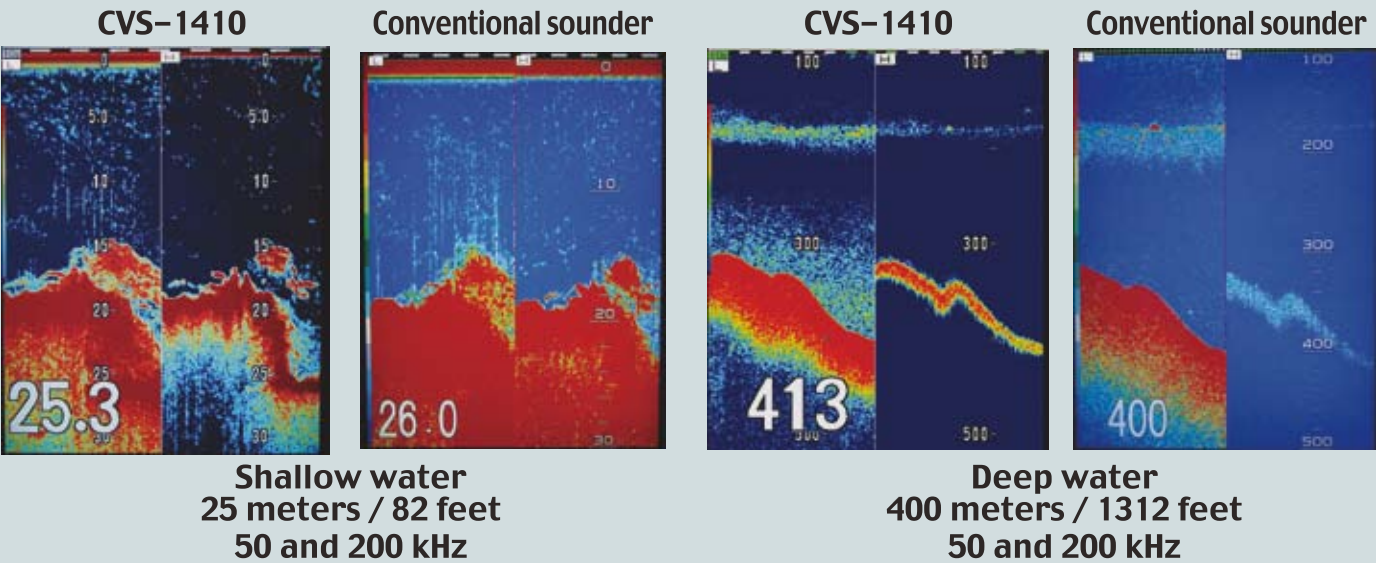 CVS-1410
Conventional sounder
CVS-1410
Conventional sounder
L
H
0
0
5.0
5.0
10
10
15
15
20
20
25
25
30
30
25.3
L
H
0
10
20
30
26.0
L
H
100
100
300
300
500
500
413
L
H
100
200
300
400
500
400
Shallow water
25 meters / 82 feet
50 and 200 kHz
Deep water
400 meters / 1312 feet
50 and 200 kHz